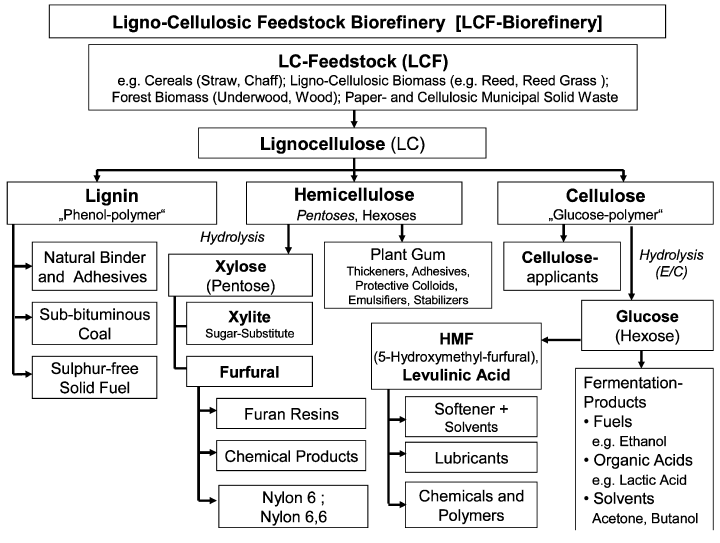 Ligno-Cellulosic Feedstock Biorefinery [LCF-Biorefinery]
LC-Feedstock (LCF)
e.g. Cereals (Straw, Chaff); Ligno-Cellulosic Biomass (e.g. Reed, Reed Grass );
Forest Biomass (Underwood, Wood); Paper- and Cellulosic Municipal Solid Waste
Lignocellulose (LC)
Lignin
„Phenol-polymer“
Hemicellulose
Pentoses, Hexoses
Cellulose
„Glucose-polymer“
Natural Binder
and Adhesives
Sub-bituminous
Coal
Sulphur-free
Solid Fuel
Hydrolysis
Xylose
(Pentose)
Xylite
Sugar-Substitute
Furfural
Furan Resins
Chemical Products
Nylon 6 ;
Nylon 6,6
Plant Gum
Thickeners, Adhesives,
Protective Colloids,
Emulsifiers, Stabilizers
Cellulose-
applicants
Hydrolysis
(E/C)
Glucose
(Hexose)
HMF
(5-Hydroxymethyl-furfural),
Levulinic Acid
Softener +
Solvents
Lubricants
Chemicals and
Polymers
Fermentation-
Products
• Fuels
e.g. Ethanol
• Organic Acids
e.g. Lactic Acid
• Solvents
Acetone, Butanol